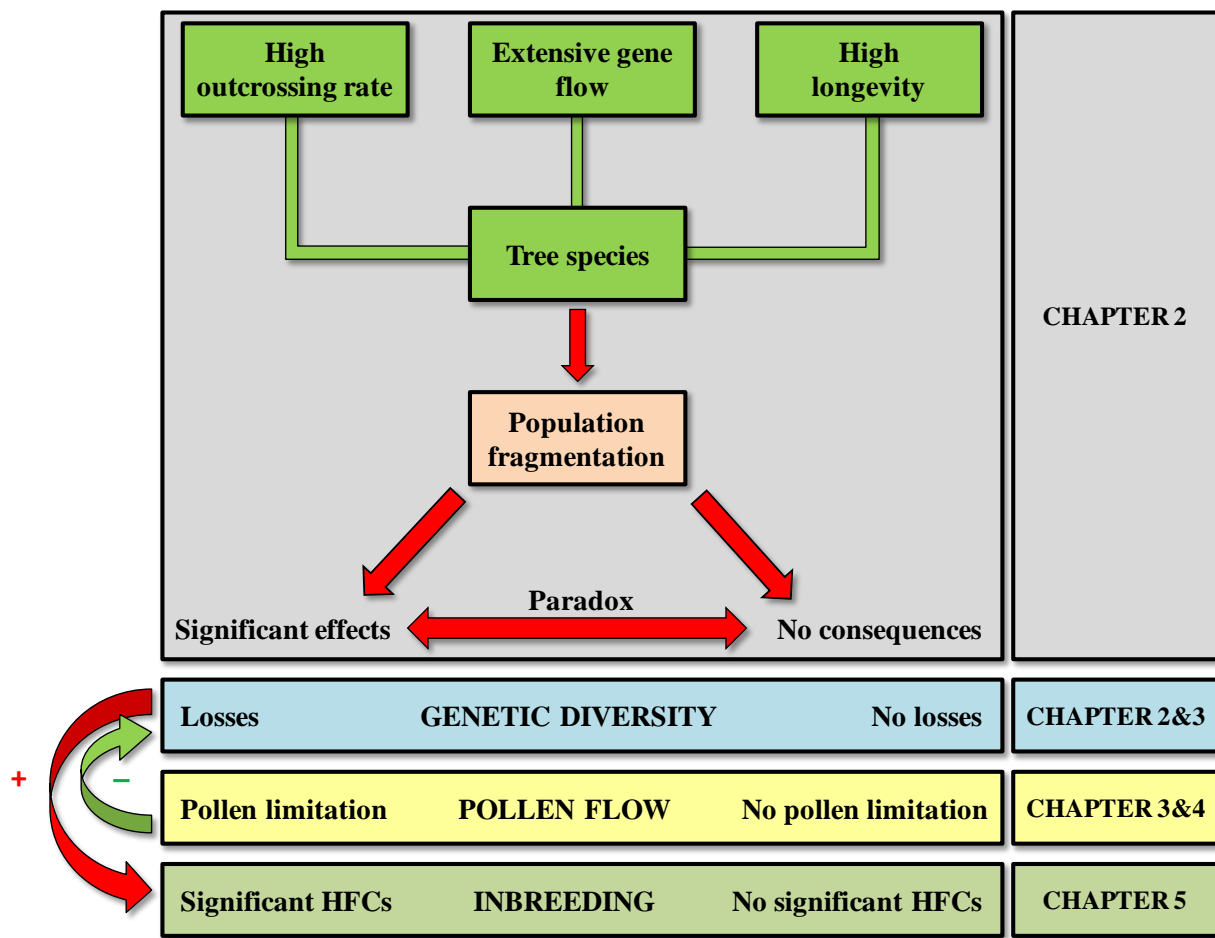 High
outcrossing rate
Extensive gene
flow
High
longevity
Tree species
CHAPTER 2
Population
fragmentation
Paradox
Significant effects
No consequences
Losses GENETIC DIVERSITY No losses CHAPTER 2&3
+
–
Pollen limitation POLLEN FLOW No pollen limitation CHAPTER 3&4
Significant HFCs INBREEDING No significant HFCs CHAPTER 5